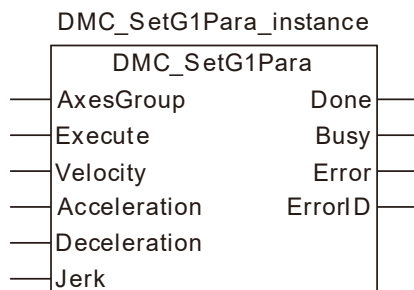 DMC_SetG1Para_instance
DMC_SetG1Para
AxesGroup Done
Execute Busy
Velocity Error
Acceleration ErrorID
Deceleration
Jerk